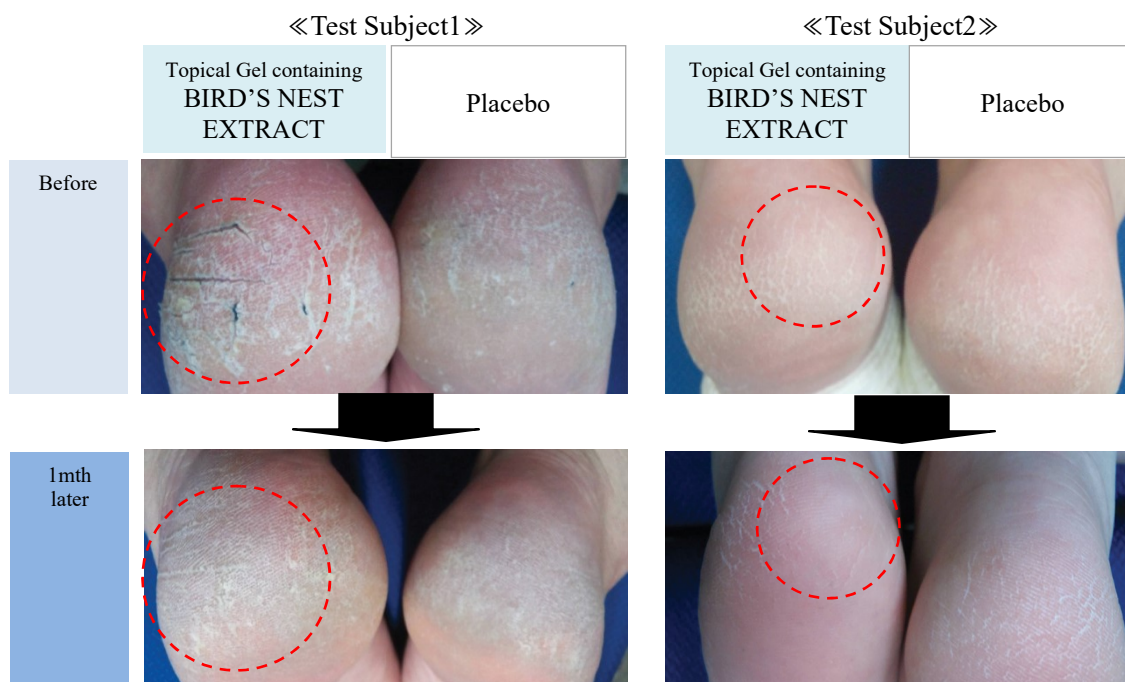 ≪Test Subject1≫
Topical Gel containing
BIRD’S NEST
EXTRACT
Placebo
≪Test Subject2≫
Topical Gel containing
BIRD’S NEST
EXTRACT
Placebo
Before
1mth
later